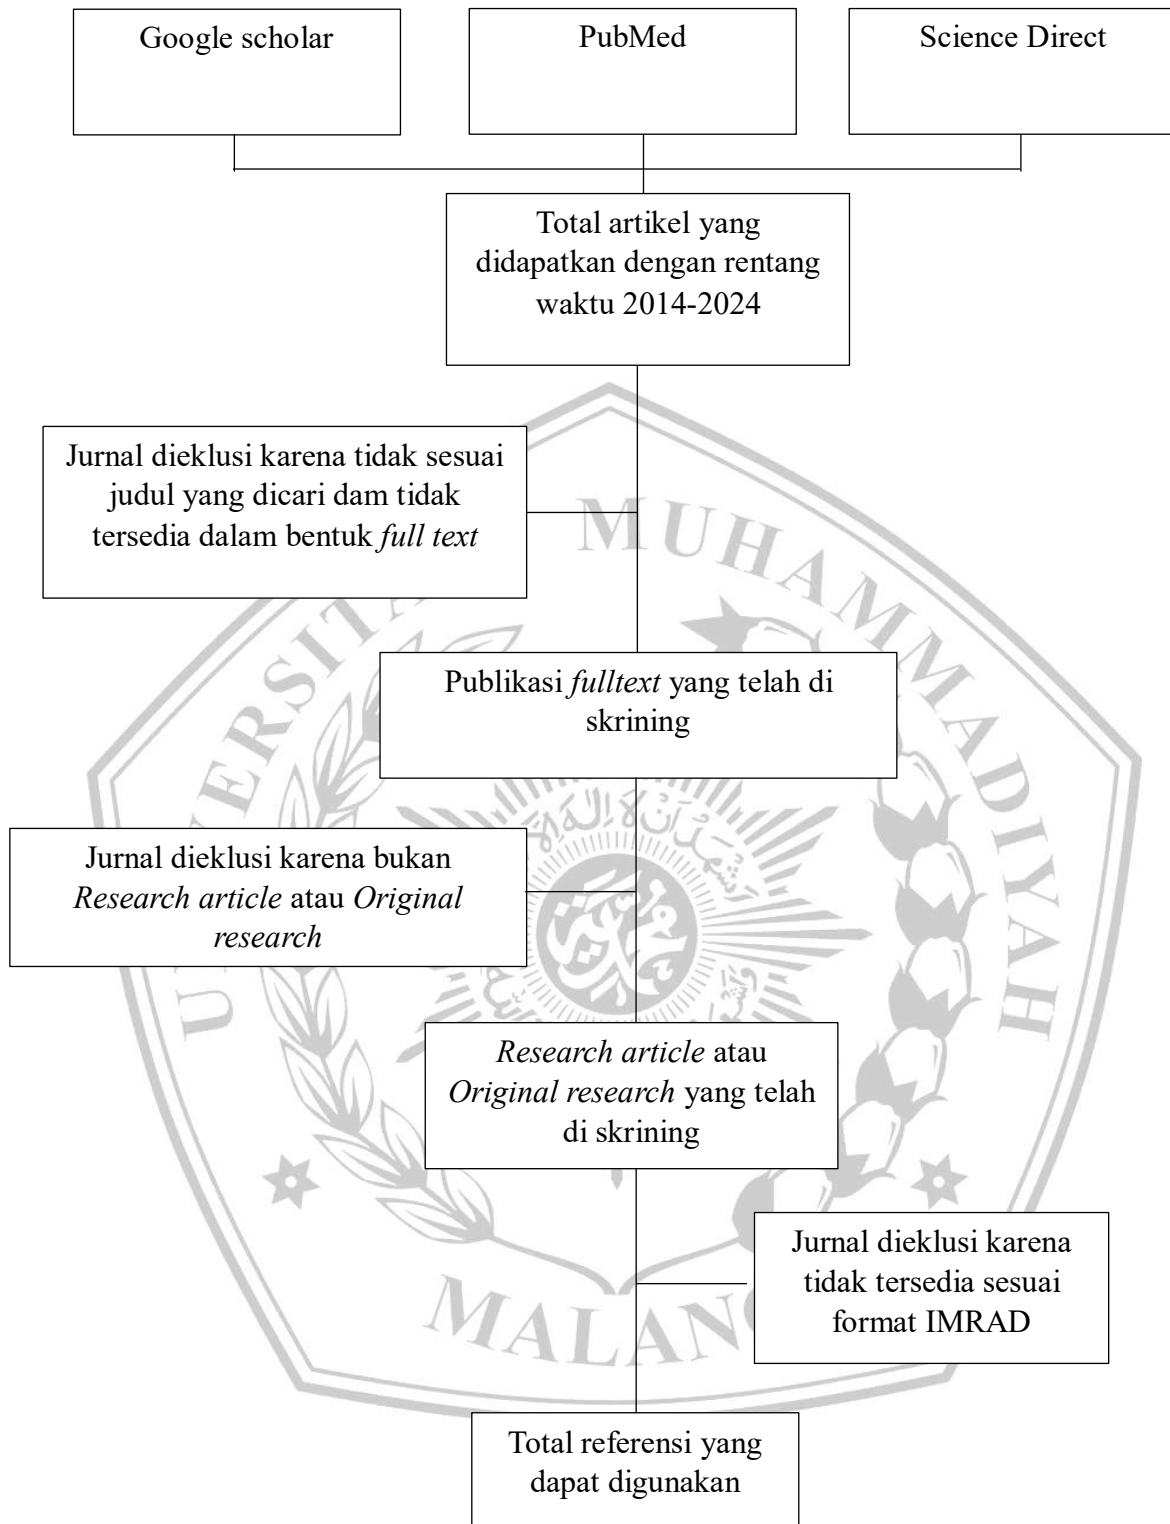 Google scholar
PubMed
Science Direct
Total artikel yang
didapatkan dengan rentang
waktu 2014-2024
Jurnal dieklusi karena tidak sesuai
judul yang dicari dam tidak
tersedia dalam bentuk full text
Publikasi fulltext yang telah di
skrining
Jurnal dieklusi karena bukan
Research article atau Original
research
Research article atau
Original research yang telah
di skrining
Jurnal dieklusi karena
tidak tersedia sesuai
format IMRAD
Total referensi yang
dapat digunakan
MUHAMMADIYAH